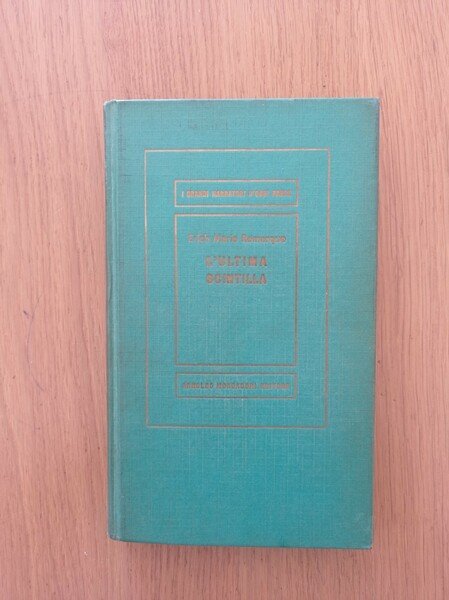 I GRANDI NARRATORI D'OGNI PAESE
Erich Maria Remarque
L'ULTIMA
SCINTILLA
ARNOLDO MONDADORI EDITORE